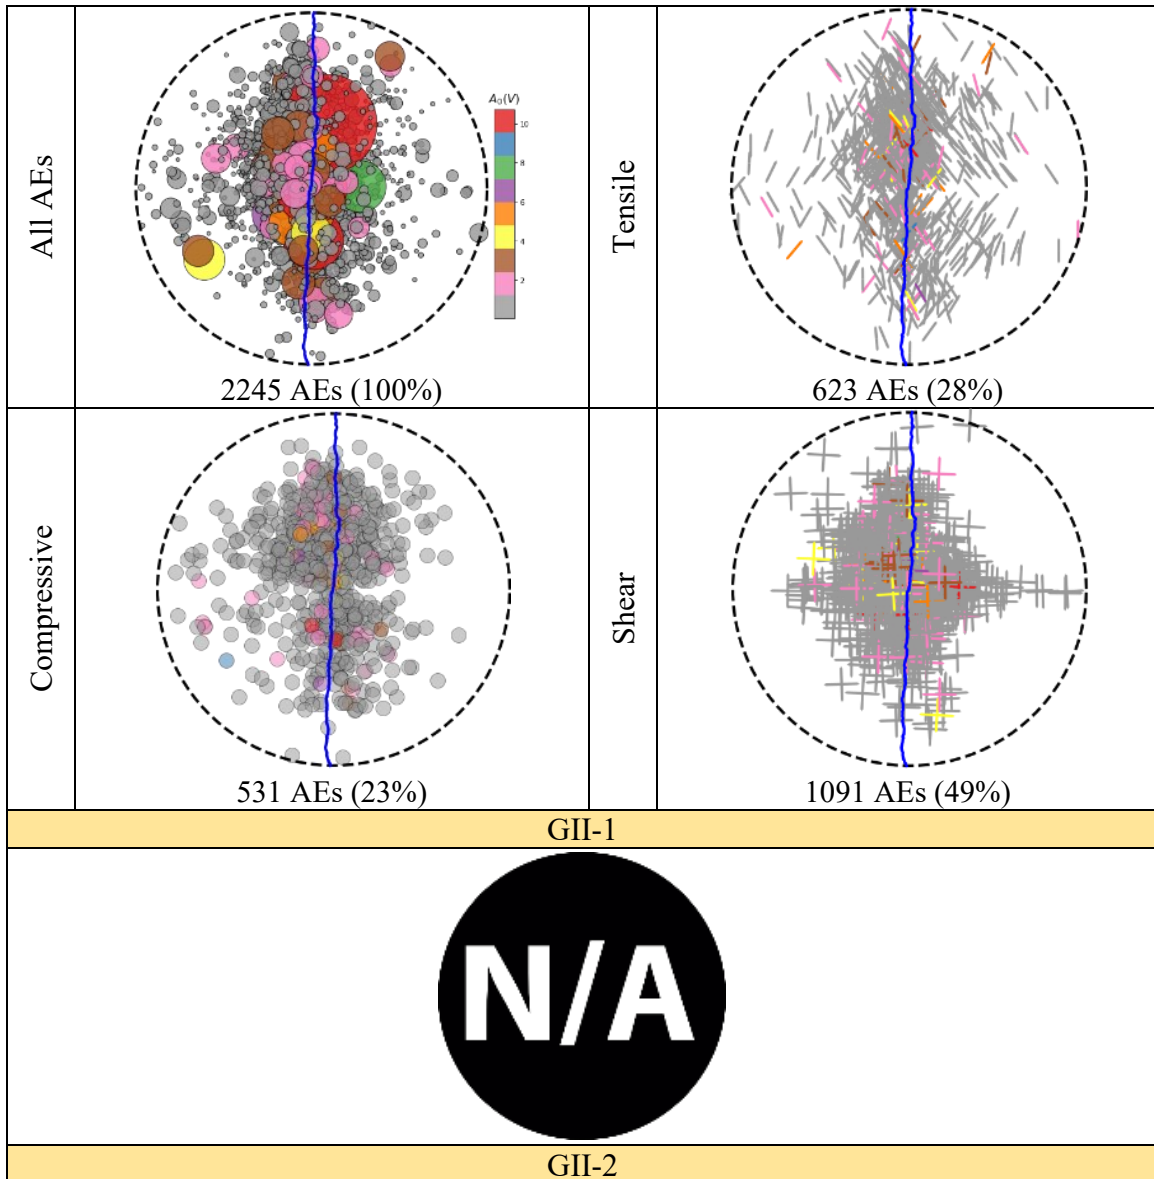 All AEs
A₀(V)
10
8
6
4
2
2245 AEs (100%)
Tensile
623 AEs (28%)
Compressive
531 AEs (23%)
Shear
1091 AEs (49%)
GII-1
N/A
GII-2